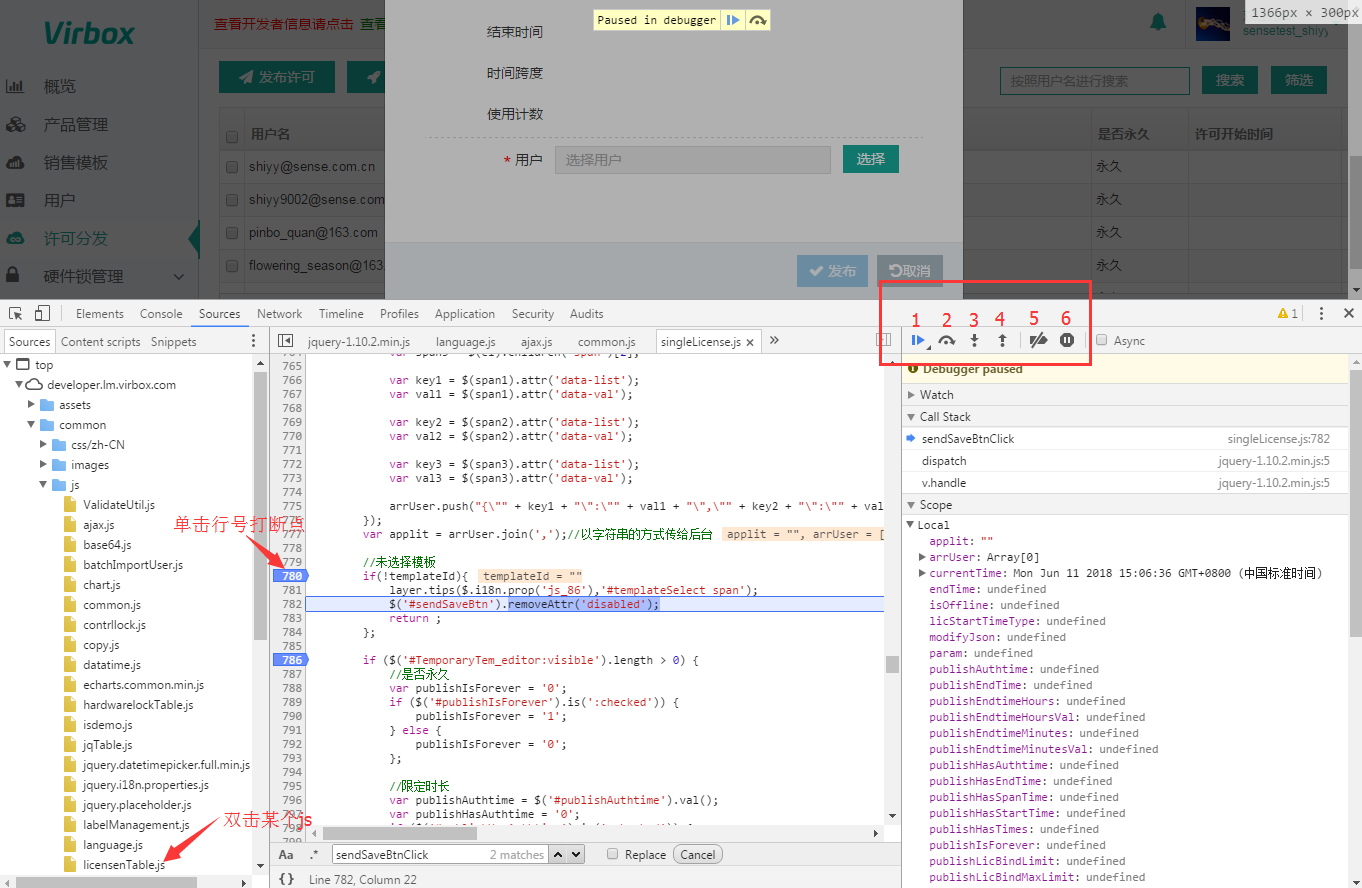 Virbox
查看开发者信息请点击 查看
Paused in debugger
1366px × 300px
sensetest_shiyy
结束时间
时间跨度
使用计数
* 用户 选择用户 选择
发布许可
按照用户名进行搜索 搜索 筛选
概览
产品管理
销售模板
用户
许可分发
硬件锁管理
用户名 是否永久 许可开始时间
shiyy@sense.com.cn 永久
shiyy9002@sense.com 永久
pinbo_quan@163.com 永久
flowering_season@163 永久
发布 取消
1 2 3 4 5 6
Elements Console Sources Network Timeline Profiles Application Security Audits 1
Sources Content scripts Snippets
jquery-1.10.2.min.js language.js ajax.js common.js singleLicense.js
Async
top
developer.lm.virbox.com
assets
common
css/zh-CN
images
js
ValidateUtil.js
ajax.js
base64.js
batchImportUser.js
chart.js
common.js
contrllock.js
copy.js
datatime.js
echarts.common.min.js
hardwarelockTable.js
isdemo.js
jqTable.js
jquery.datetimepicker.full.min.js
jquery.i18n.properties.js
jquery.placeholder.js
labelManagement.js
language.js
licensenTable.js
单击行号打断点
双击某个js
765
766 var key1 = $(span1).attr('data-list');
767 var val1 = $(span1).attr('data-val');
768
769 var key2 = $(span2).attr('data-list');
770 var val2 = $(span2).attr('data-val');
771
772 var key3 = $(span3).attr('data-list');
773 var val3 = $(span3).attr('data-val');
774
775 arrUser.push("{\"" + key1 + "\":\"" + val1 + "\",\"" + key2 + "\":\"" + val
776 });
777 var applit = arrUser.join(',');//以字符串的方式传给后台 applit = "", arrUser = [
778
779 //未选择模板
780 if(!templateId){ templateId = ""
781 layer.tips($.i18n.prop('js_86'),'#templateSelect span');
782 $('#sendSaveBtn').removeAttr('disabled');
783 return ;
784 };
785
786 if ($('#TemporaryTem_editor:visible').length > 0) {
787 //是否永久
788 var publishIsForever = '0';
789 if ($('#publishIsForever').is(':checked')) {
790 publishIsForever = '1';
791 } else {
792 publishIsForever = '0';
793 };
794
795 //限定时长
796 var publishAuthtime = $('#publishAuthtime').val();
797 var publishHasAuthtime = '0';
798
Aa .* sendSaveBtnClick 2 matches Replace Cancel
{} Line 782, Column 22
Debugger paused
Watch
Call Stack
sendSaveBtnClick singleLicense.js:782
dispatch jquery-1.10.2.min.js:5
v.handle jquery-1.10.2.min.js:5
Scope
Local
applit: ""
arrUser: Array[0]
currentTime: Mon Jun 11 2018 15:06:36 GMT+0800 (中国标准时间)
endTime: undefined
isOffline: undefined
licStartTimeType: undefined
modifyJson: undefined
param: undefined
publishAuthtime: undefined
publishEndTime: undefined
publishEndtimeHours: undefined
publishEndtimeHoursVal: undefined
publishEndtimeMinutes: undefined
publishEndtimeMinutesVal: undefined
publishHasAuthtime: undefined
publishHasEndTime: undefined
publishHasSpanTime: undefined
publishHasStartTime: undefined
publishHasTimes: undefined
publishIsForever: undefined
publishLicBindLimit: undefined
publishLicBindMaxLimit: undefined